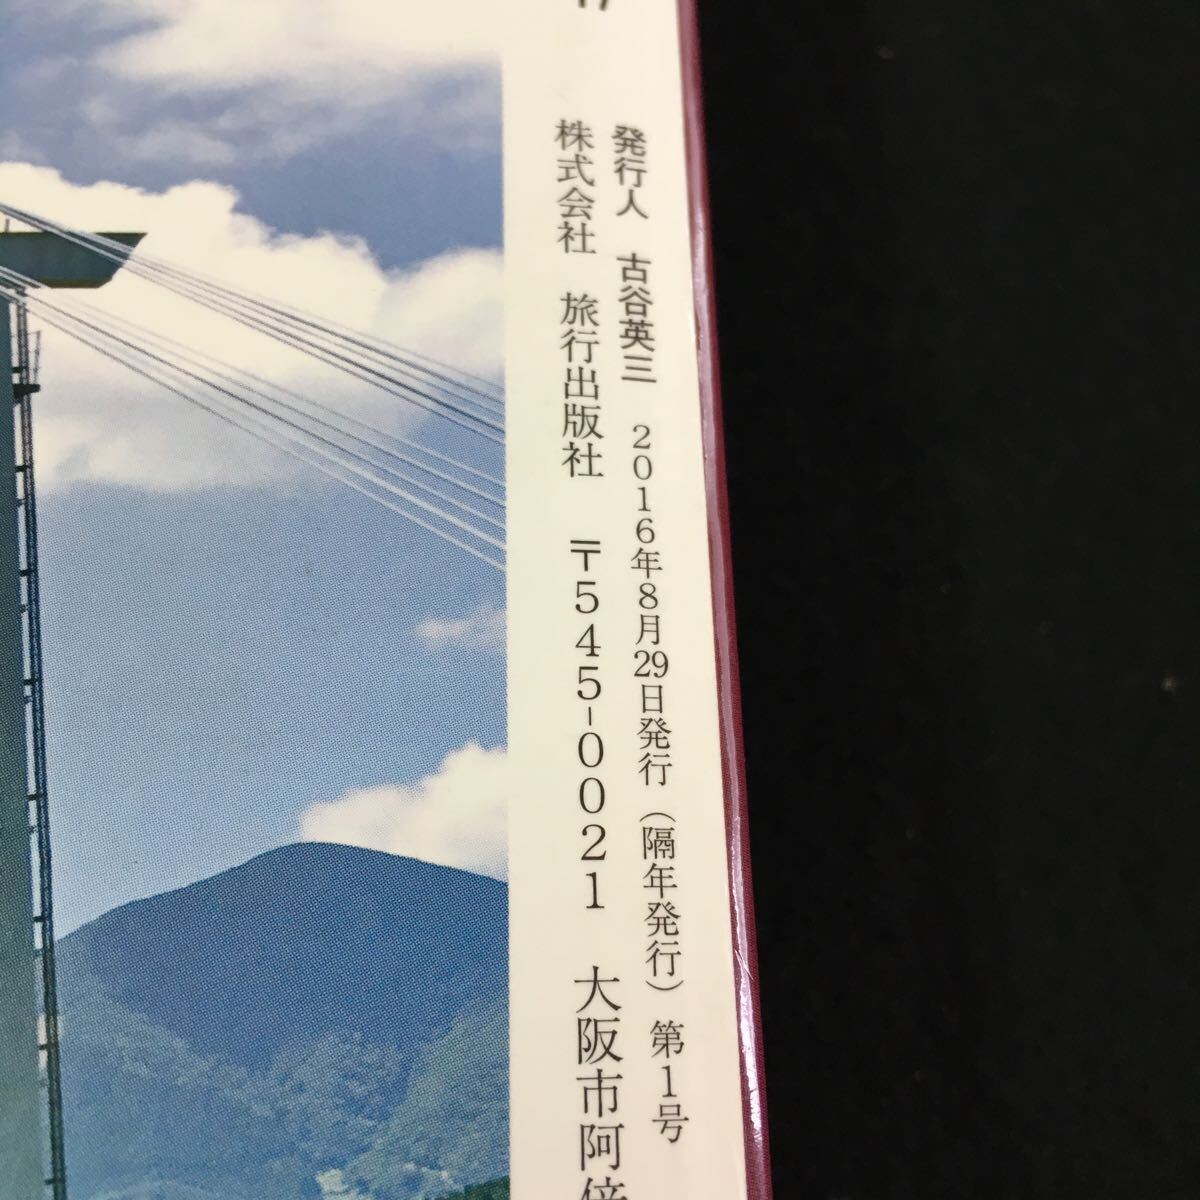 発行人　古谷英三　2016年8月29日発行（隔年発行）第1号
株式会社　旅行出版社　〒545-0021　大阪市阿倍